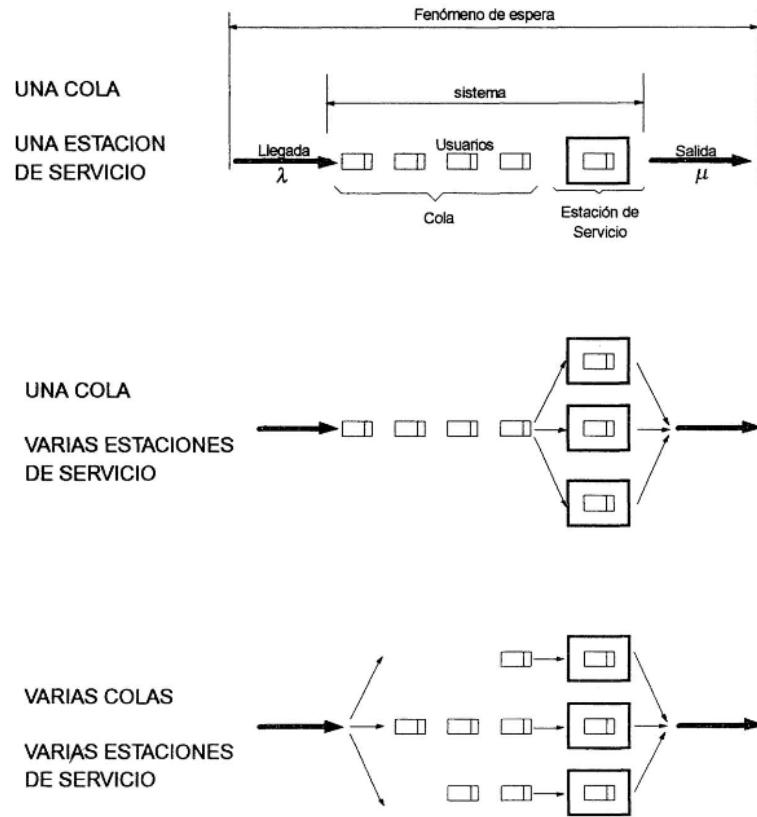 Fenómeno de espera
UNA COLA
sistema
UNA ESTACION
DE SERVICIO
Llegada
λ
Usuarios
Salida
μ
Cola
Estación de
Servicio
UNA COLA
VARIAS ESTACIONES
DE SERVICIO
VARIAS COLAS
VARIAS ESTACIONES
DE SERVICIO